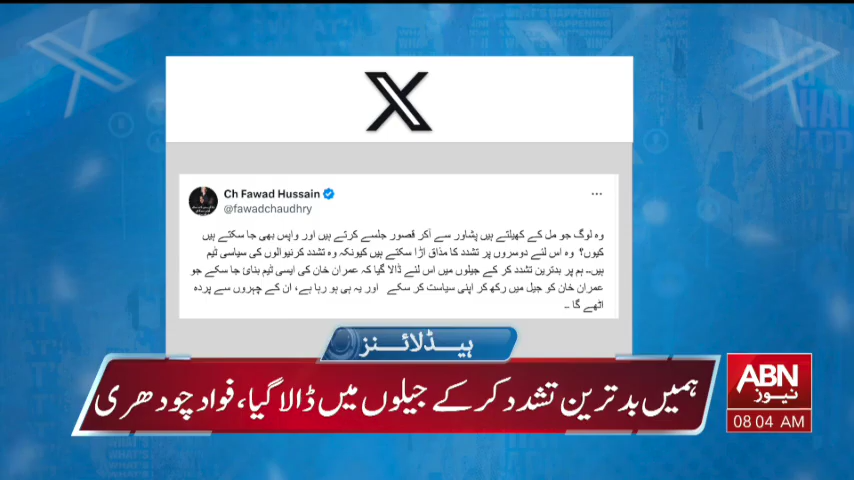 Ch Fawad Hussain
@fawadchaudhry
وہ لوگ جو مل کے کھیلتے ہیں پشاور سے آکر قصور جلسے کرتے ہیں اور واپس بھی جا سکتے ہیں
کیوں؟ وہ اس لئے دوسروں پر تشدد کا مذاق اڑا سکتے ہیں کیونکہ وہ تشدد کرنیوالوں کی سیاسی ٹیم
ہیں۔۔ ہم پر بدترین تشدد کر کے جیلوں میں اس لئے ڈالا گیا کہ عمران خان کی ایسی ٹیم بنائ جا سکے جو
عمران خان کو جیل میں رکھ کر اپنی سیاست کر سکے اور یہ ہی ہو رہا ہے، ان کے چہروں سے پردہ
اٹھے گا ..
ہیڈلائنز
ہمیں بدترین تشدد کرکے جیلوں میں ڈالا گیا، فواد چودھری
ABN
نیوز
08 04 AM